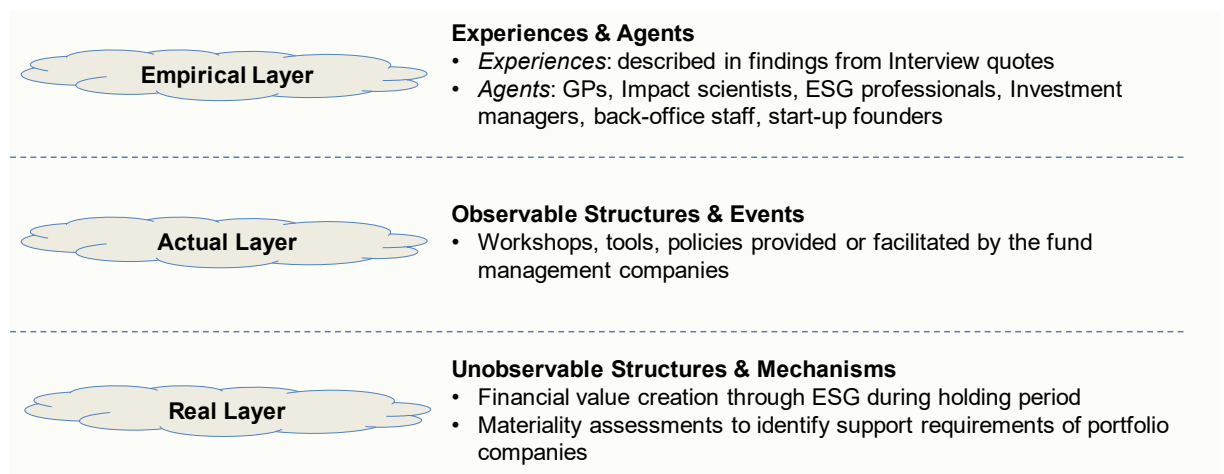 Experiences & Agents
Empirical Layer
• Experiences: described in findings from Interview quotes
• Agents: GPs, Impact scientists, ESG professionals, Investment
managers, back-office staff, start-up founders
Observable Structures & Events
Actual Layer
• Workshops, tools, policies provided or facilitated by the fund
management companies
Unobservable Structures & Mechanisms
Real Layer
• Financial value creation through ESG during holding period
• Materiality assessments to identify support requirements of portfolio
companies